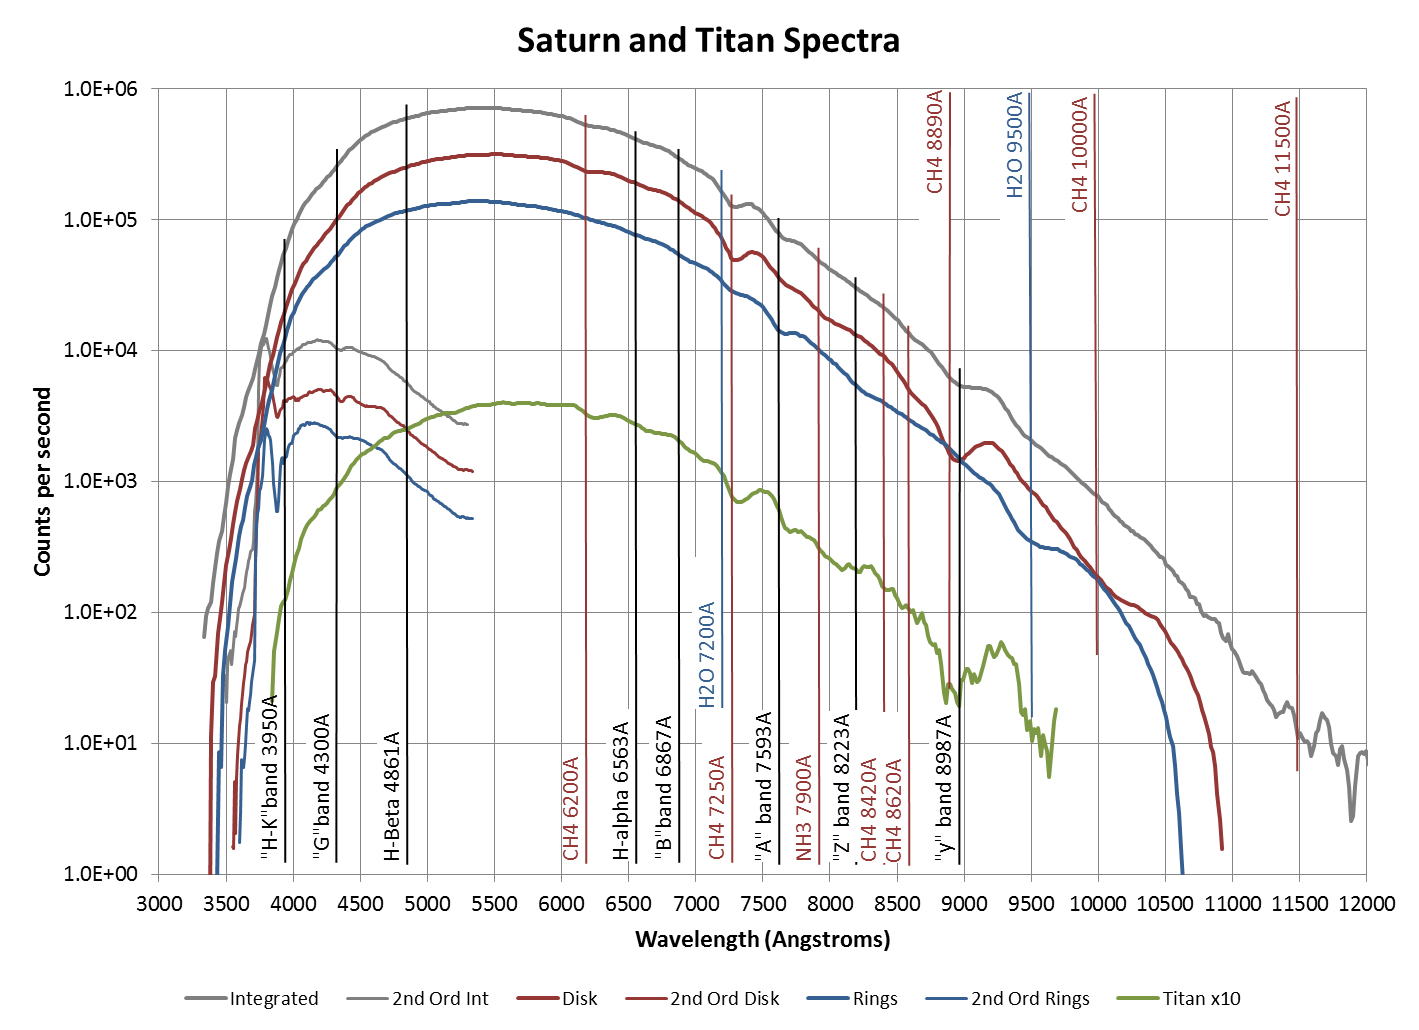 Saturn and Titan Spectra
1.0E+06
1.0E+05
1.0E+04
1.0E+03
1.0E+02
1.0E+01
1.0E+00
Counts per second
"H-K"band 3950A
"G"band 4300A
H-Beta 4861A
CH4 6200A
H-alpha 6563A
"B"band 6867A
H2O 7200A
CH4 7250A
"A" band 7593A
NH3 7900A
"Z" band 8223A
CH4 8420A
CH4 8620A
CH4 8890A
"y" band 8987A
H2O 9500A
CH4 10000A
CH4 11500A
3000 3500 4000 4500 5000 5500 6000 6500 7000 7500 8000 8500 9000 9500 10000 10500 11000 11500 12000
Wavelength (Angstroms)
Integrated 2nd Ord Int Disk 2nd Ord Disk Rings 2nd Ord Rings Titan x10